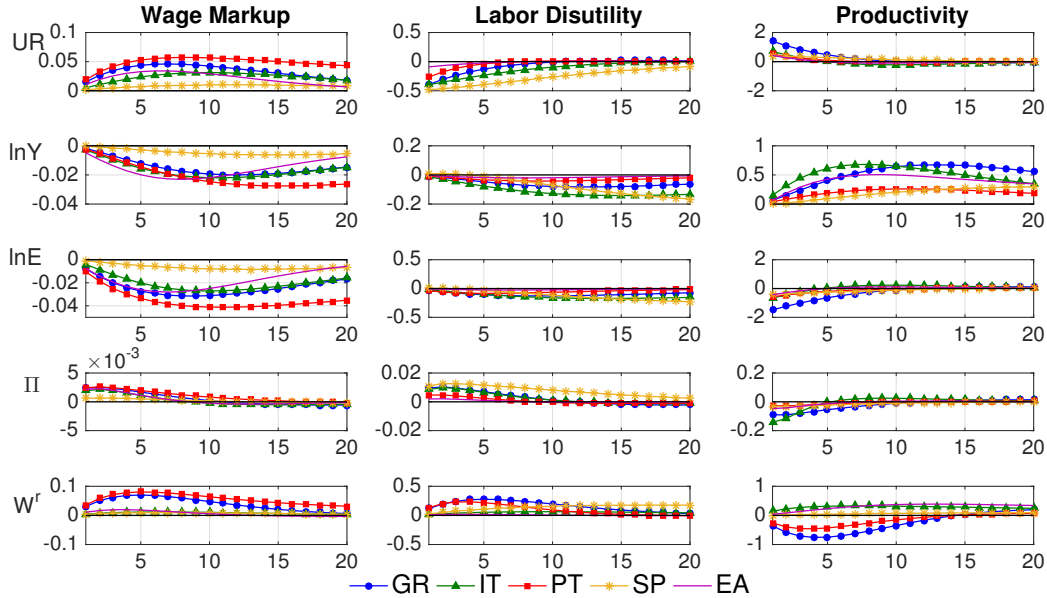 Wage Markup Labor Disutility Productivity
UR 0.1 0.05 0 5 10 15 20 0.5 0 -0.5 5 10 15 20 2 0 -2 5 10 15 20
lnY 0 -0.02 -0.04 5 10 15 20 0.2 0 -0.2 5 10 15 20 1 0.5 0 5 10 15 20
lnE 0 -0.02 -0.04 5 10 15 20 0.5 0 -0.5 5 10 15 20 2 0 -2 5 10 15 20
Π ×10⁻³ 5 0 -5 5 10 15 20 0.02 0 -0.02 5 10 15 20 0.2 0 -0.2 5 10 15 20
Wʳ 0.1 0 -0.1 5 10 15 20 0.5 0 -0.5 5 10 15 20 1 0 -1 5 10 15 20
GR IT PT SP EA